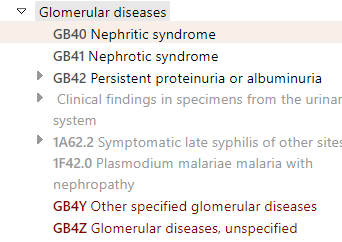 Glomerular diseases
GB40 Nephritic syndrome
GB41 Nephrotic syndrome
GB42 Persistent proteinuria or albuminuria
Clinical findings in specimens from the urinar
system
1A62.2 Symptomatic late syphilis of other sites
1F42.0 Plasmodium malariae malaria with
nephropathy
GB4Y Other specified glomerular diseases
GB4Z Glomerular diseases, unspecified